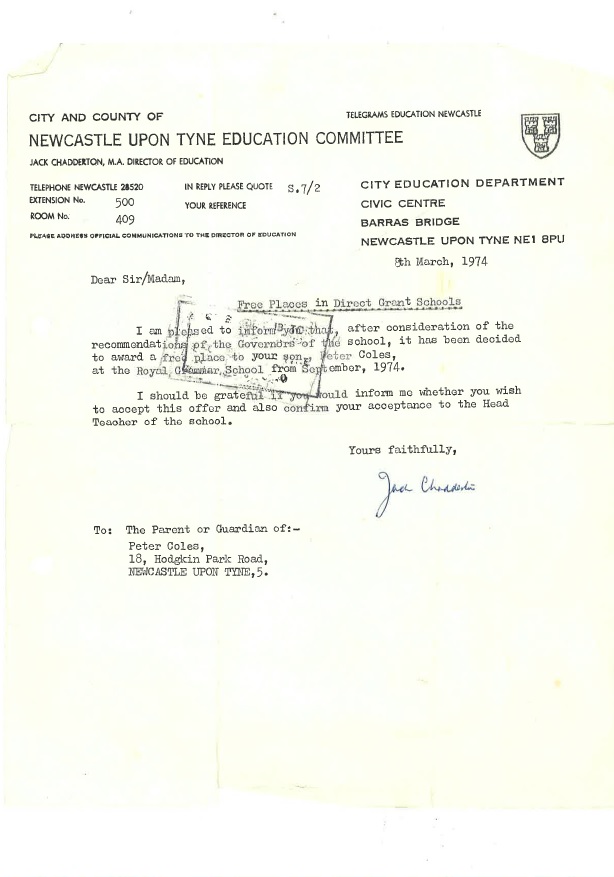 CITY AND COUNTY OF
TELEGRAMS EDUCATION NEWCASTLE
NEWCASTLE UPON TYNE EDUCATION COMMITTEE
JACK CHADDERTON, M.A. DIRECTOR OF EDUCATION
TELEPHONE NEWCASTLE 28520
EXTENSION No. 500
ROOM No. 409
IN REPLY PLEASE QUOTE S.7/2
YOUR REFERENCE
PLEASE ADDRESS OFFICIAL COMMUNICATIONS TO THE DIRECTOR OF EDUCATION
CITY EDUCATION DEPARTMENT
CIVIC CENTRE
BARRAS BRIDGE
NEWCASTLE UPON TYNE NE1 8PU
8th March, 1974
Dear Sir/Madam,
Free Places in Direct Grant Schools
I am pleased to inform you that, after consideration of the
recommendations of the Governors of the school, it has been decided
to award a free place to your son, Peter Coles,
at the Royal Grammar School from September, 1974.
I should be grateful if you would inform me whether you wish
to accept this offer and also confirm your acceptance to the Head
Teacher of the school.
Yours faithfully,
Jack Chadderton
To: The Parent or Guardian of:-
Peter Coles,
18, Hodgkin Park Road,
NEWCASTLE UPON TYNE,5.